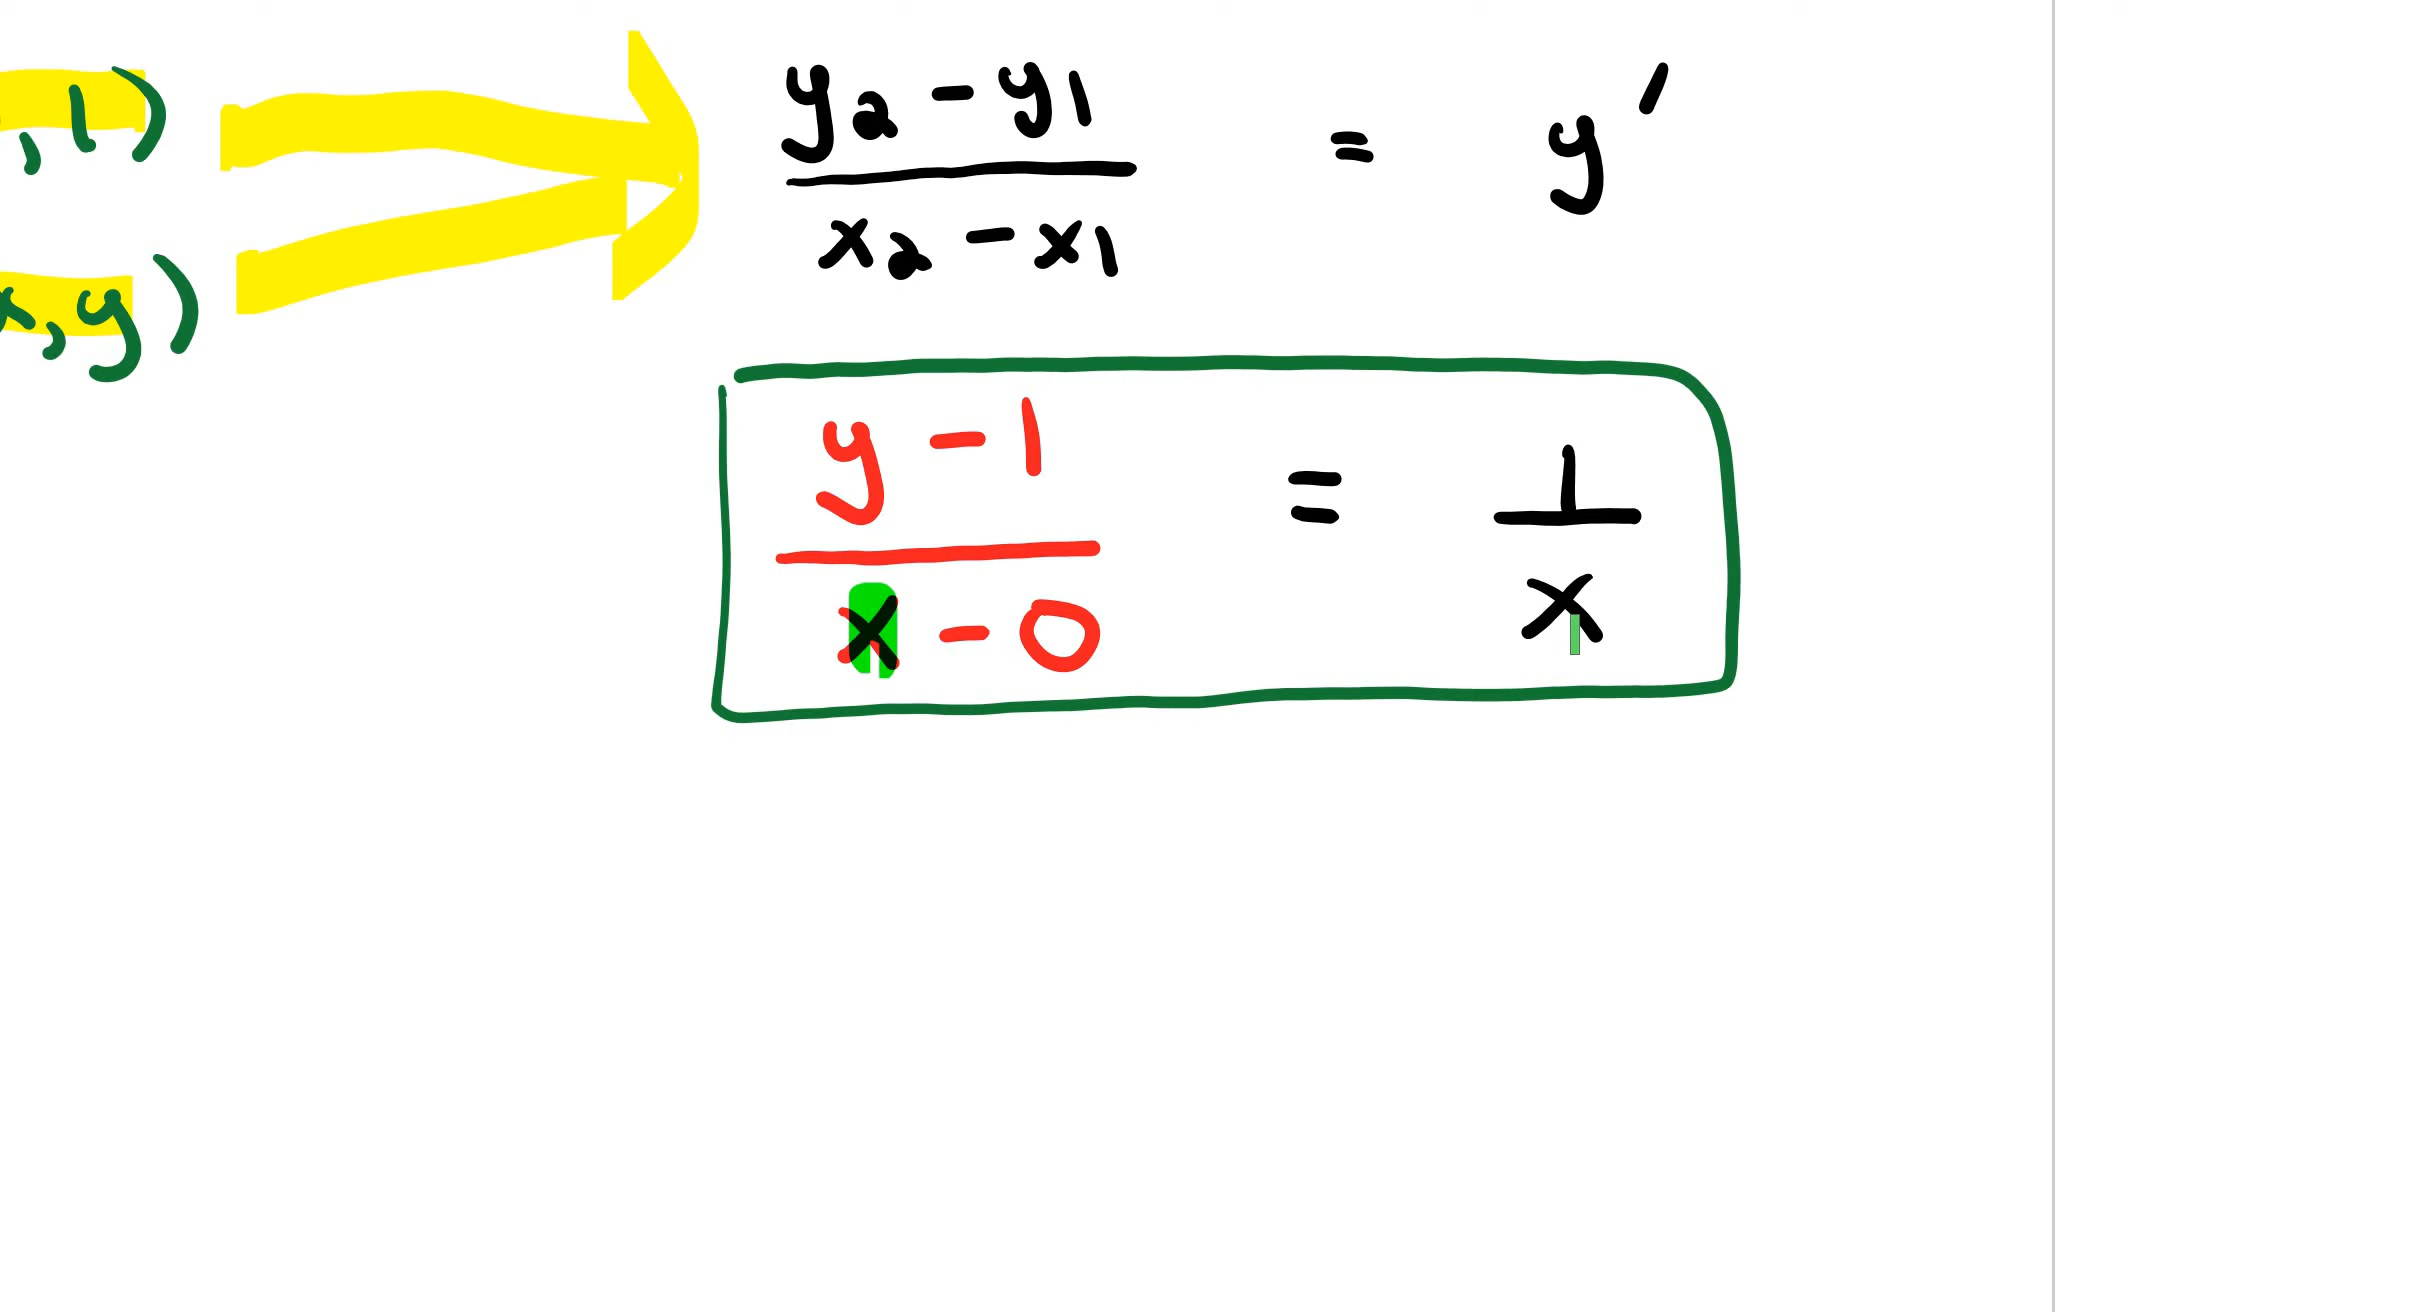 , 1)
y2 - y1
x2 - x1
= y'
x, y)
y - 1
x - 0
= 1
x